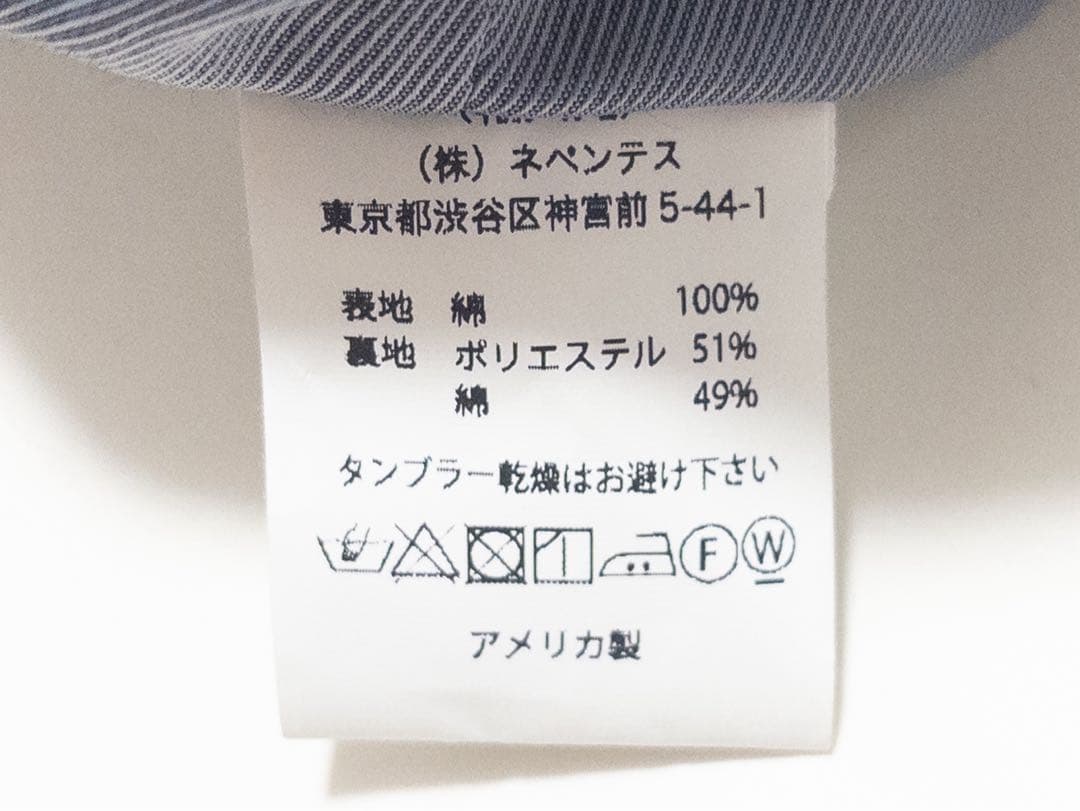 (株) ネペンテス
東京都渋谷区神宮前 5-44-1
表地 綿 100%
裏地 ポリエステル 51%
綿 49%
タンブラー乾燥はお避け下さい
F W
アメリカ製